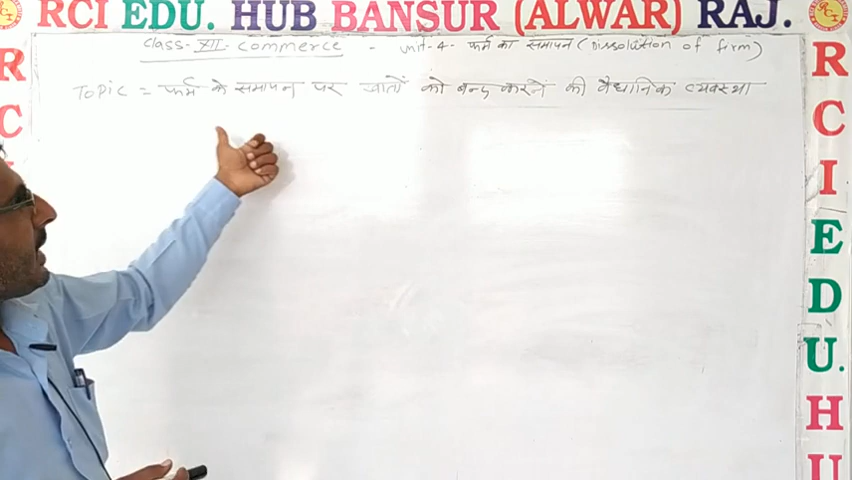 RCI EDU. HUB BANSUR (ALWAR) RAJ.
Class-XII. Commerce - Unit-4- फर्म का समापन (Dissolution of firm)
Topic = फर्म के समापन पर खातों को बन्द करने की वैधानिक व्यवस्था
R
C
R
C
I
E
D
U.
H
U